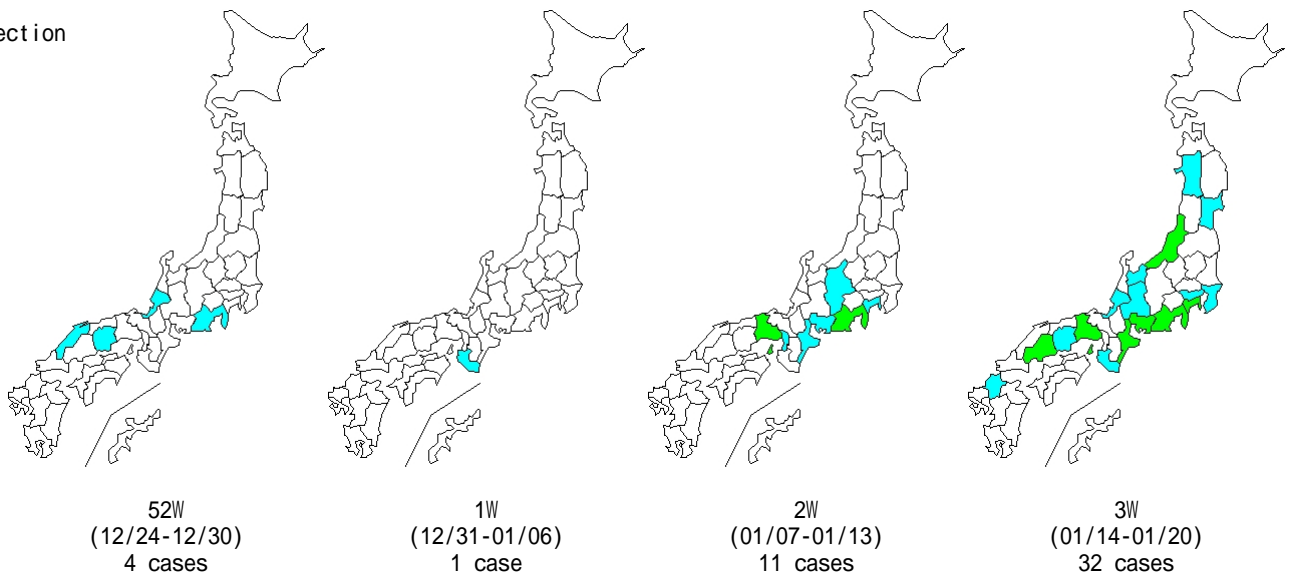 ection
52W
(12/24-12/30)
4 cases
1W
(12/31-01/06)
1 case
2W
(01/07-01/13)
11 cases
3W
(01/14-01/20)
32 cases